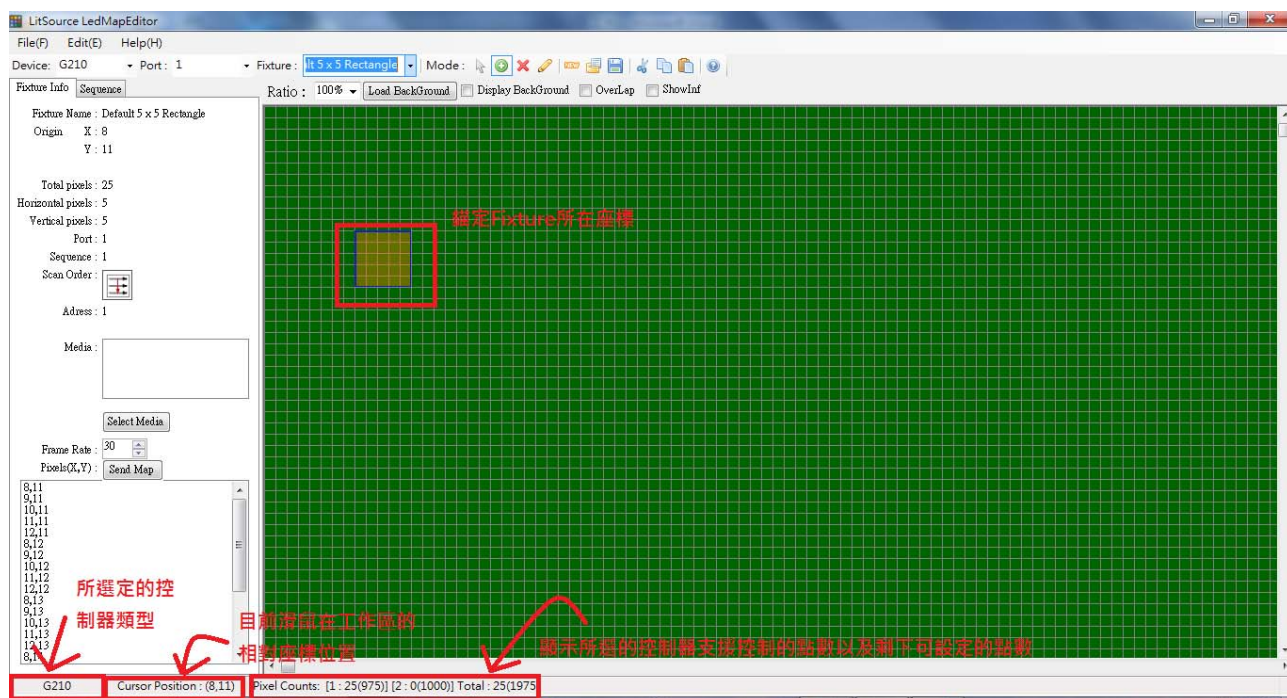 LitSource LedMapEditor
File(F) Edit(E) Help(H)
Device: G210 Port: 1 Fixture: lt 5 x 5 Rectangle Mode:
Fixture Info Sequence
Ratio: 100% Load BackGround Display BackGround OverLap ShowInf
Fixture Name: Default 5 x 5 Rectangle
Origin X: 8
Y: 11
Total pixels: 25
Horizontal pixels: 5
Vertical pixels: 5
Port: 1
Sequence: 1
Scan Order:
Adress: 1
Media:
Select Media
Frame Rate: 30
Pixels(X,Y): Send Map
8,11
9,11
10,11
11,11
12,11
8,12
9,12
10,12
11,12
12,12
8,13
9,13
10,13
11,13
12,13
錨定Fixture所在座標
所選定的控
制器類型
目前滑鼠在工作區的
相對座標位置
顯示所選的控制器支援控制的點數以及剩下可設定的點數
G210 Cursor Position : (8,11) Pixel Counts: [1 : 25(975)] [2 : 0(1000)] Total : 25(1975